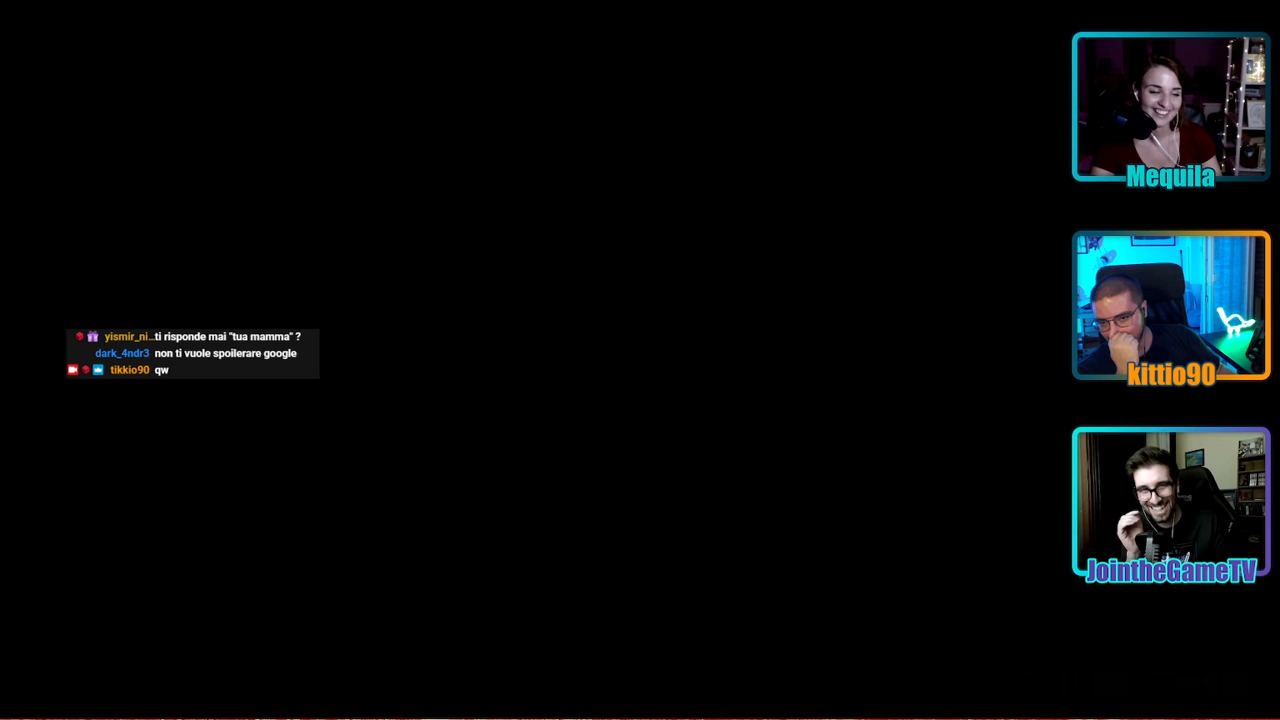 Mequila
kittio90
yismir_ni…ti risponde mai "tua mamma" ?
dark_4ndr3 non ti vuole spoilerare google
tikkio90 qw
JointheGameTV